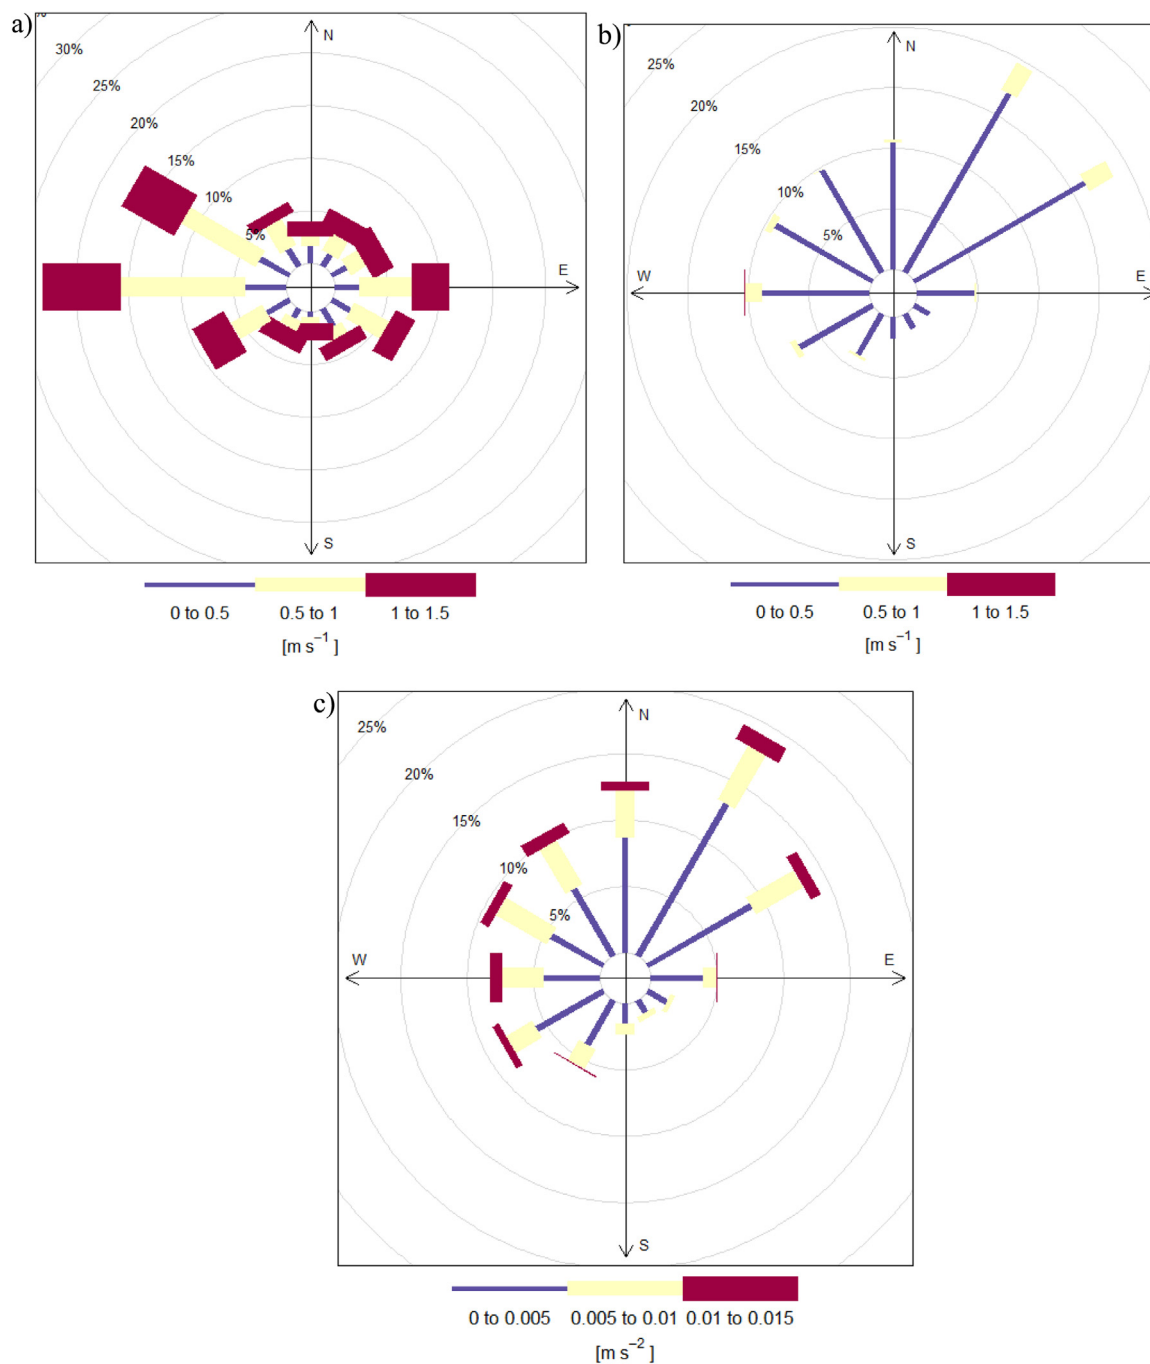 a)
%
30%
25%
20%
15%
10%
5%
N
E
S
0 to 0.5 0.5 to 1 1 to 1.5
[m s−1 ]
b)
%
25%
20%
15%
10%
5%
N
W
E
S
0 to 0.5 0.5 to 1 1 to 1.5
[m s−1 ]
c)
25%
20%
15%
10%
5%
N
W
E
S
0 to 0.005 0.005 to 0.01 0.01 to 0.015
[m s−2 ]